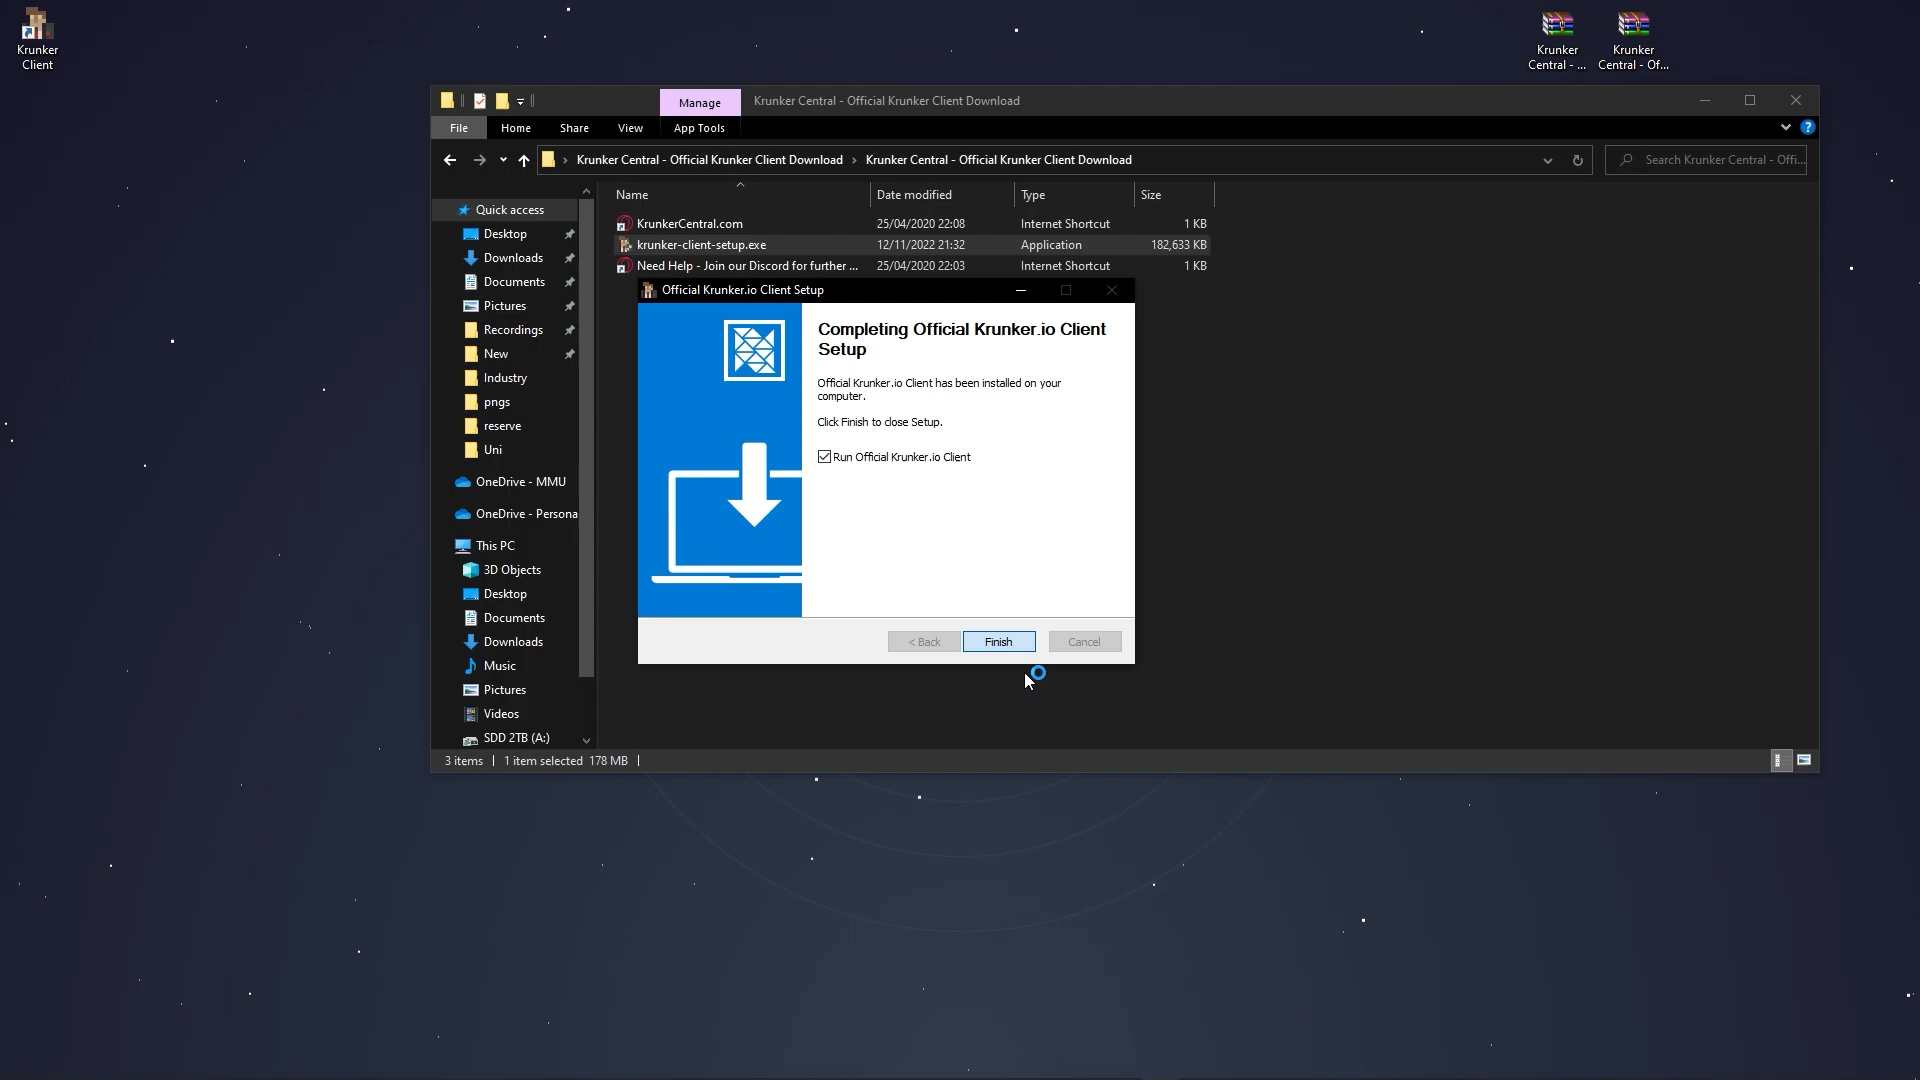 Krunker
Client
Krunker
Central - ...
Krunker
Central - Of...
Manage
Krunker Central - Official Krunker Client Download
File
Home
Share
View
App Tools
Krunker Central - Official Krunker Client Download
Krunker Central - Official Krunker Client Download
Search Krunker Central - Offi...
Name
Date modified
Type
Size
KrunkerCentral.com
25/04/2020 22:08
Internet Shortcut
1 KB
krunker-client-setup.exe
12/11/2022 21:32
Application
182,633 KB
Need Help - Join our Discord for further ...
25/04/2020 22:03
Internet Shortcut
1 KB
Quick access
Desktop
Downloads
Documents
Pictures
Recordings
New
Industry
pngs
reserve
Uni
OneDrive - MMU
OneDrive - Persona
This PC
3D Objects
Desktop
Documents
Downloads
Music
Pictures
Videos
SDD 2TB (A:)
Official Krunker.io Client Setup
Completing Official Krunker.io Client
Setup
Official Krunker.io Client has been installed on your
computer.
Click Finish to close Setup.
Run Official Krunker.io Client
< Back
Finish
Cancel
3 items
1 item selected 178 MB